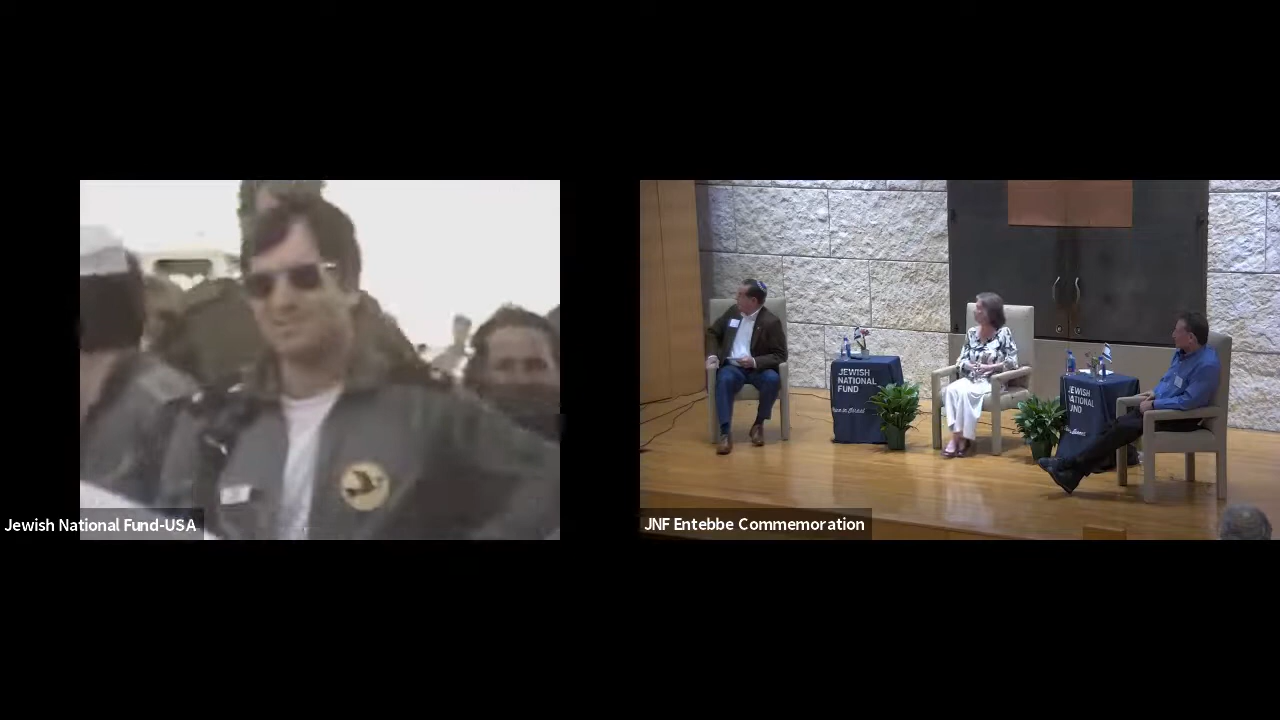 Jewish National Fund-USA
JNF Entebbe Commemoration
JEWISH
NATIONAL
FUND
JEWISH
NATIONAL
FUND